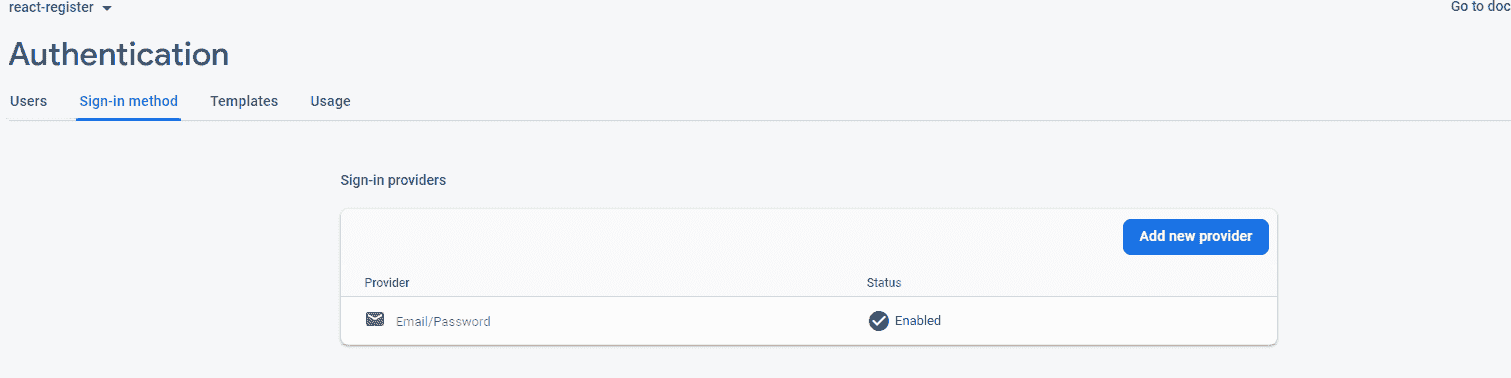 react-register
Go to doc
Authentication
Users Sign-in method Templates Usage
Sign-in providers
Add new provider
Provider Status
Email/Password Enabled